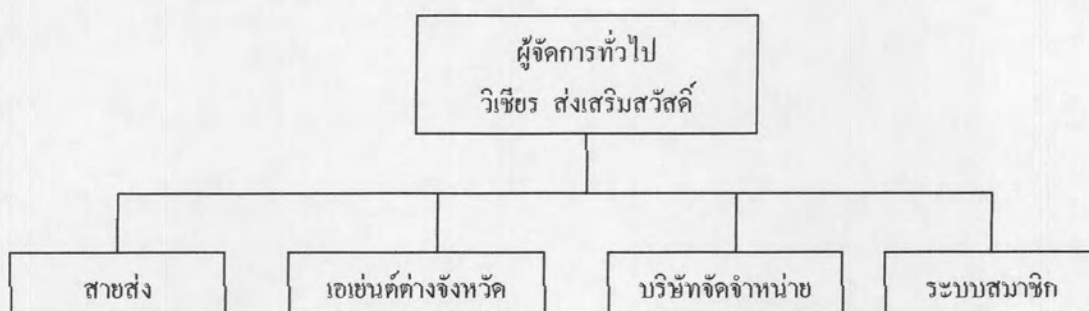 ผู้จัดการทั่วไป
วิเชียร ส่งเสริมสวัสดิ์
สายส่ง
เอเย่นต์ต่างจังหวัด
บริษัทจัดจำหน่าย
ระบบสมาชิก